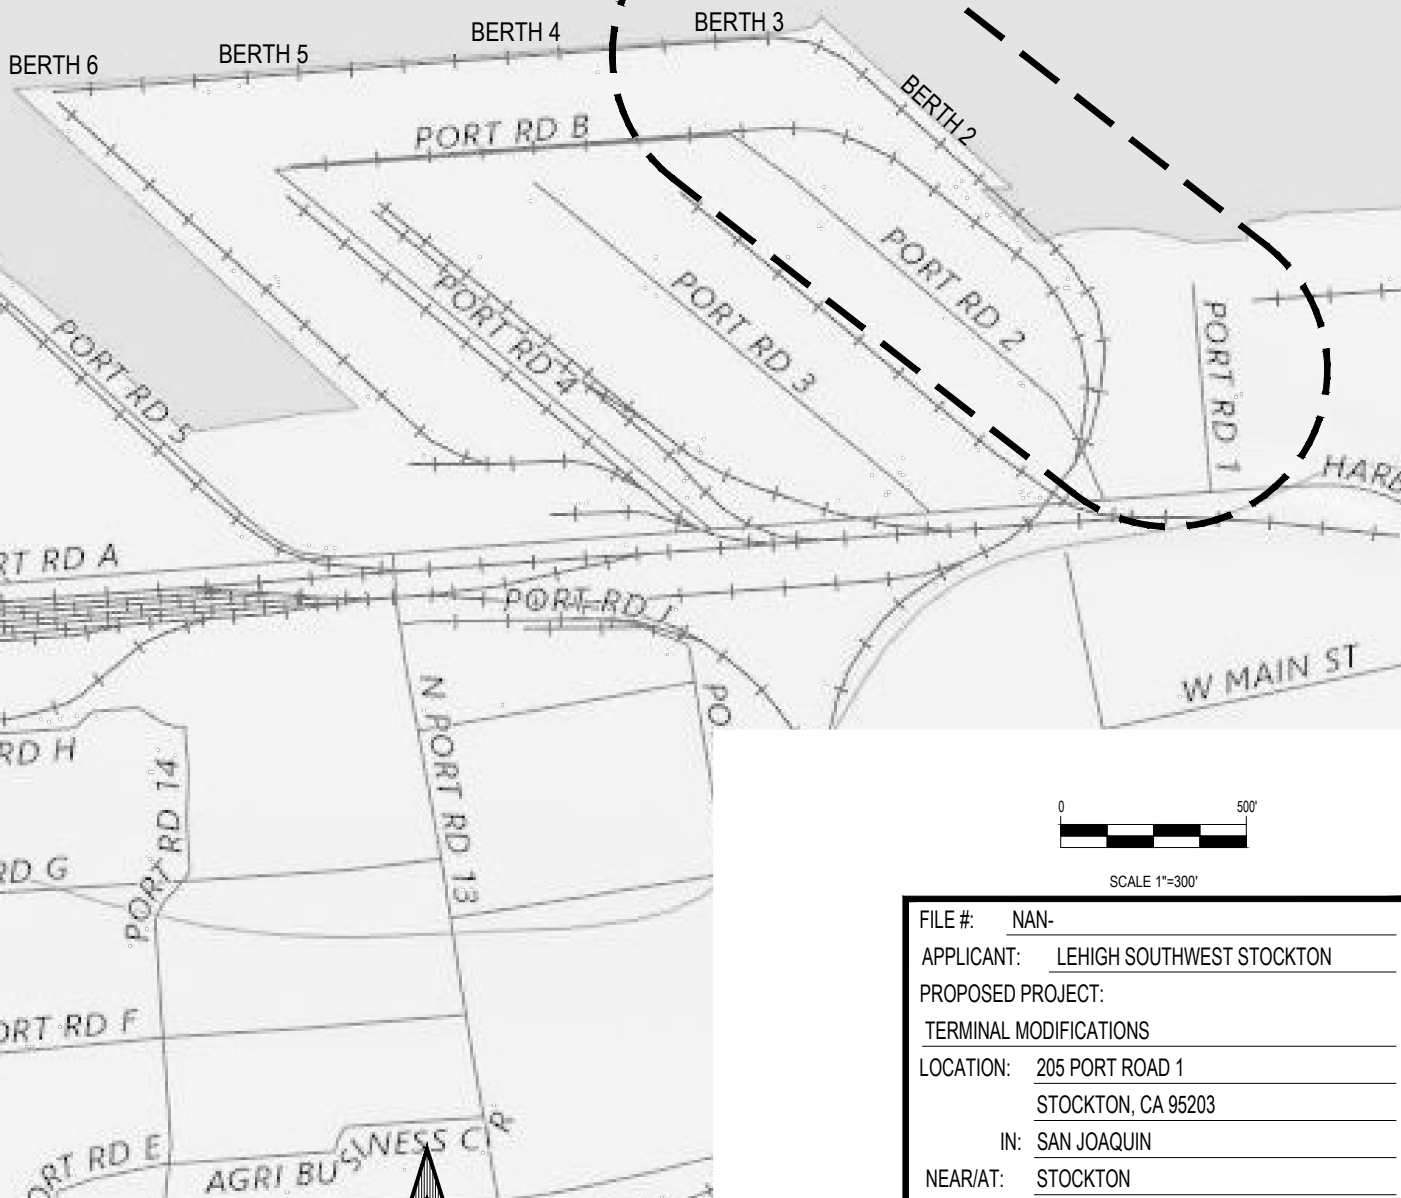 BERTH 6
BERTH 5
BERTH 4
BERTH 3
BERTH 2
PORT RD B
PORT RD 2
PORT RD 3
PORT RD 4
PORT RD 5
PORT RD 1
HARB
RT RD A
PORT RD J
W MAIN ST
N PORT RD 13
PO
RD H
PORT RD 14
RD G
ORT RD F
ORT RD E
AGRI BUSINESS CIR
0 500'
SCALE 1"=300'
FILE #: NAN-
APPLICANT: LEHIGH SOUTHWEST STOCKTON
PROPOSED PROJECT:
TERMINAL MODIFICATIONS
LOCATION: 205 PORT ROAD 1
STOCKTON, CA 95203
IN: SAN JOAQUIN
NEAR/AT: STOCKTON